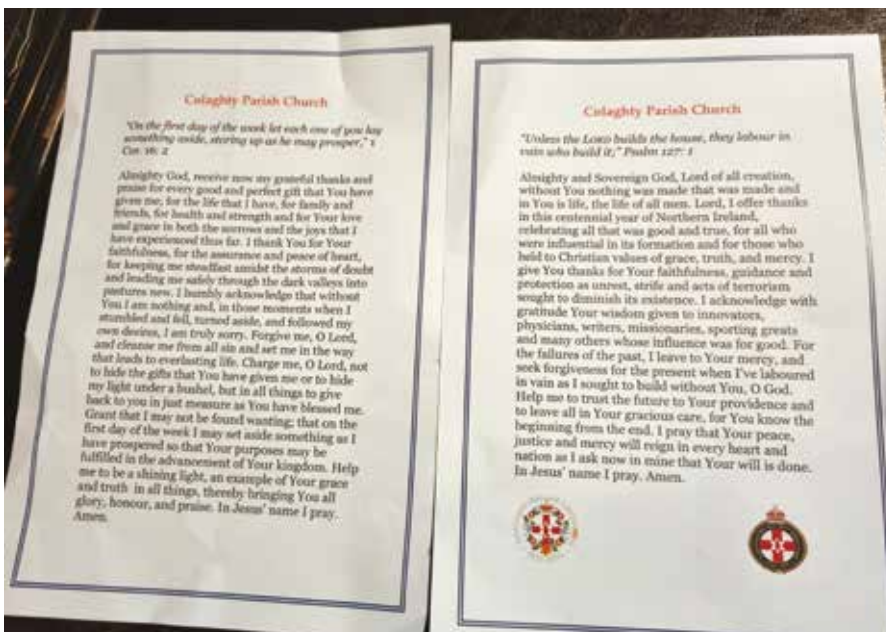 Colaghty Parish Church
"On the first day of the week let each one of you lay
something aside, storing up as he may prosper," 1
Cor. 16: 2
Almighty God, receive now my grateful thanks and
praise for every good and perfect gift that You have
given me, for the life that I have, for family and
friends, for health and strength and for Your love
and grace in both the sorrows and the joys that I
have experienced thus far. I thank You for Your
faithfulness, for the assurance and peace of heart,
for keeping me steadfast amidst the storms of doubt
and leading me safely through the dark valleys into
pastures new. I humbly acknowledge that without
You I am nothing and, in those moments when I
stumbled and fell, turned aside, and followed my
own desires, I am truly sorry. Forgive me, O Lord,
and cleanse me from all sin and set me in the way
that leads to everlasting life. Charge me, O Lord, not
to hide the gifts that You have given me or to hide
my light under a bushel, but in all things to give
back to you in just measure as You have blessed me.
Grant that I may not be found wanting; that on the
first day of the week I may set aside something as I
have prospered so that Your purposes may be
fulfilled in the advancement of Your kingdom. Help
me to be a shining light, an example of Your grace
and truth in all things, thereby bringing You all
glory, honour, and praise. In Jesus' name I pray.
Amen.
Colaghty Parish Church
"Unless the LORD builds the house, they labour in
vain who build it;" Psalm 127: 1
Almighty and Sovereign God, Lord of all creation,
without You nothing was made that was made and
in You is life, the life of all men. Lord, I offer thanks
in this centennial year of Northern Ireland,
celebrating all that was good and true, for all who
were influential in its formation and for those who
held to Christian values of grace, truth, and mercy. I
give You thanks for Your faithfulness, guidance and
protection as unrest, strife and acts of terrorism
sought to diminish its existence. I acknowledge with
gratitude Your wisdom given to innovators,
physicians, writers, missionaries, sporting greats
and many others whose influence was for good. For
the failures of the past, I leave to Your mercy, and
seek forgiveness for the present when I've laboured
in vain as I sought to build without You, O God.
Help me to trust the future to Your providence and
to leave all in Your gracious care, for You know the
beginning from the end. I pray that Your peace,
justice and mercy will reign in every heart and
nation as I ask now in mine that Your will is done.
In Jesus' name I pray. Amen.